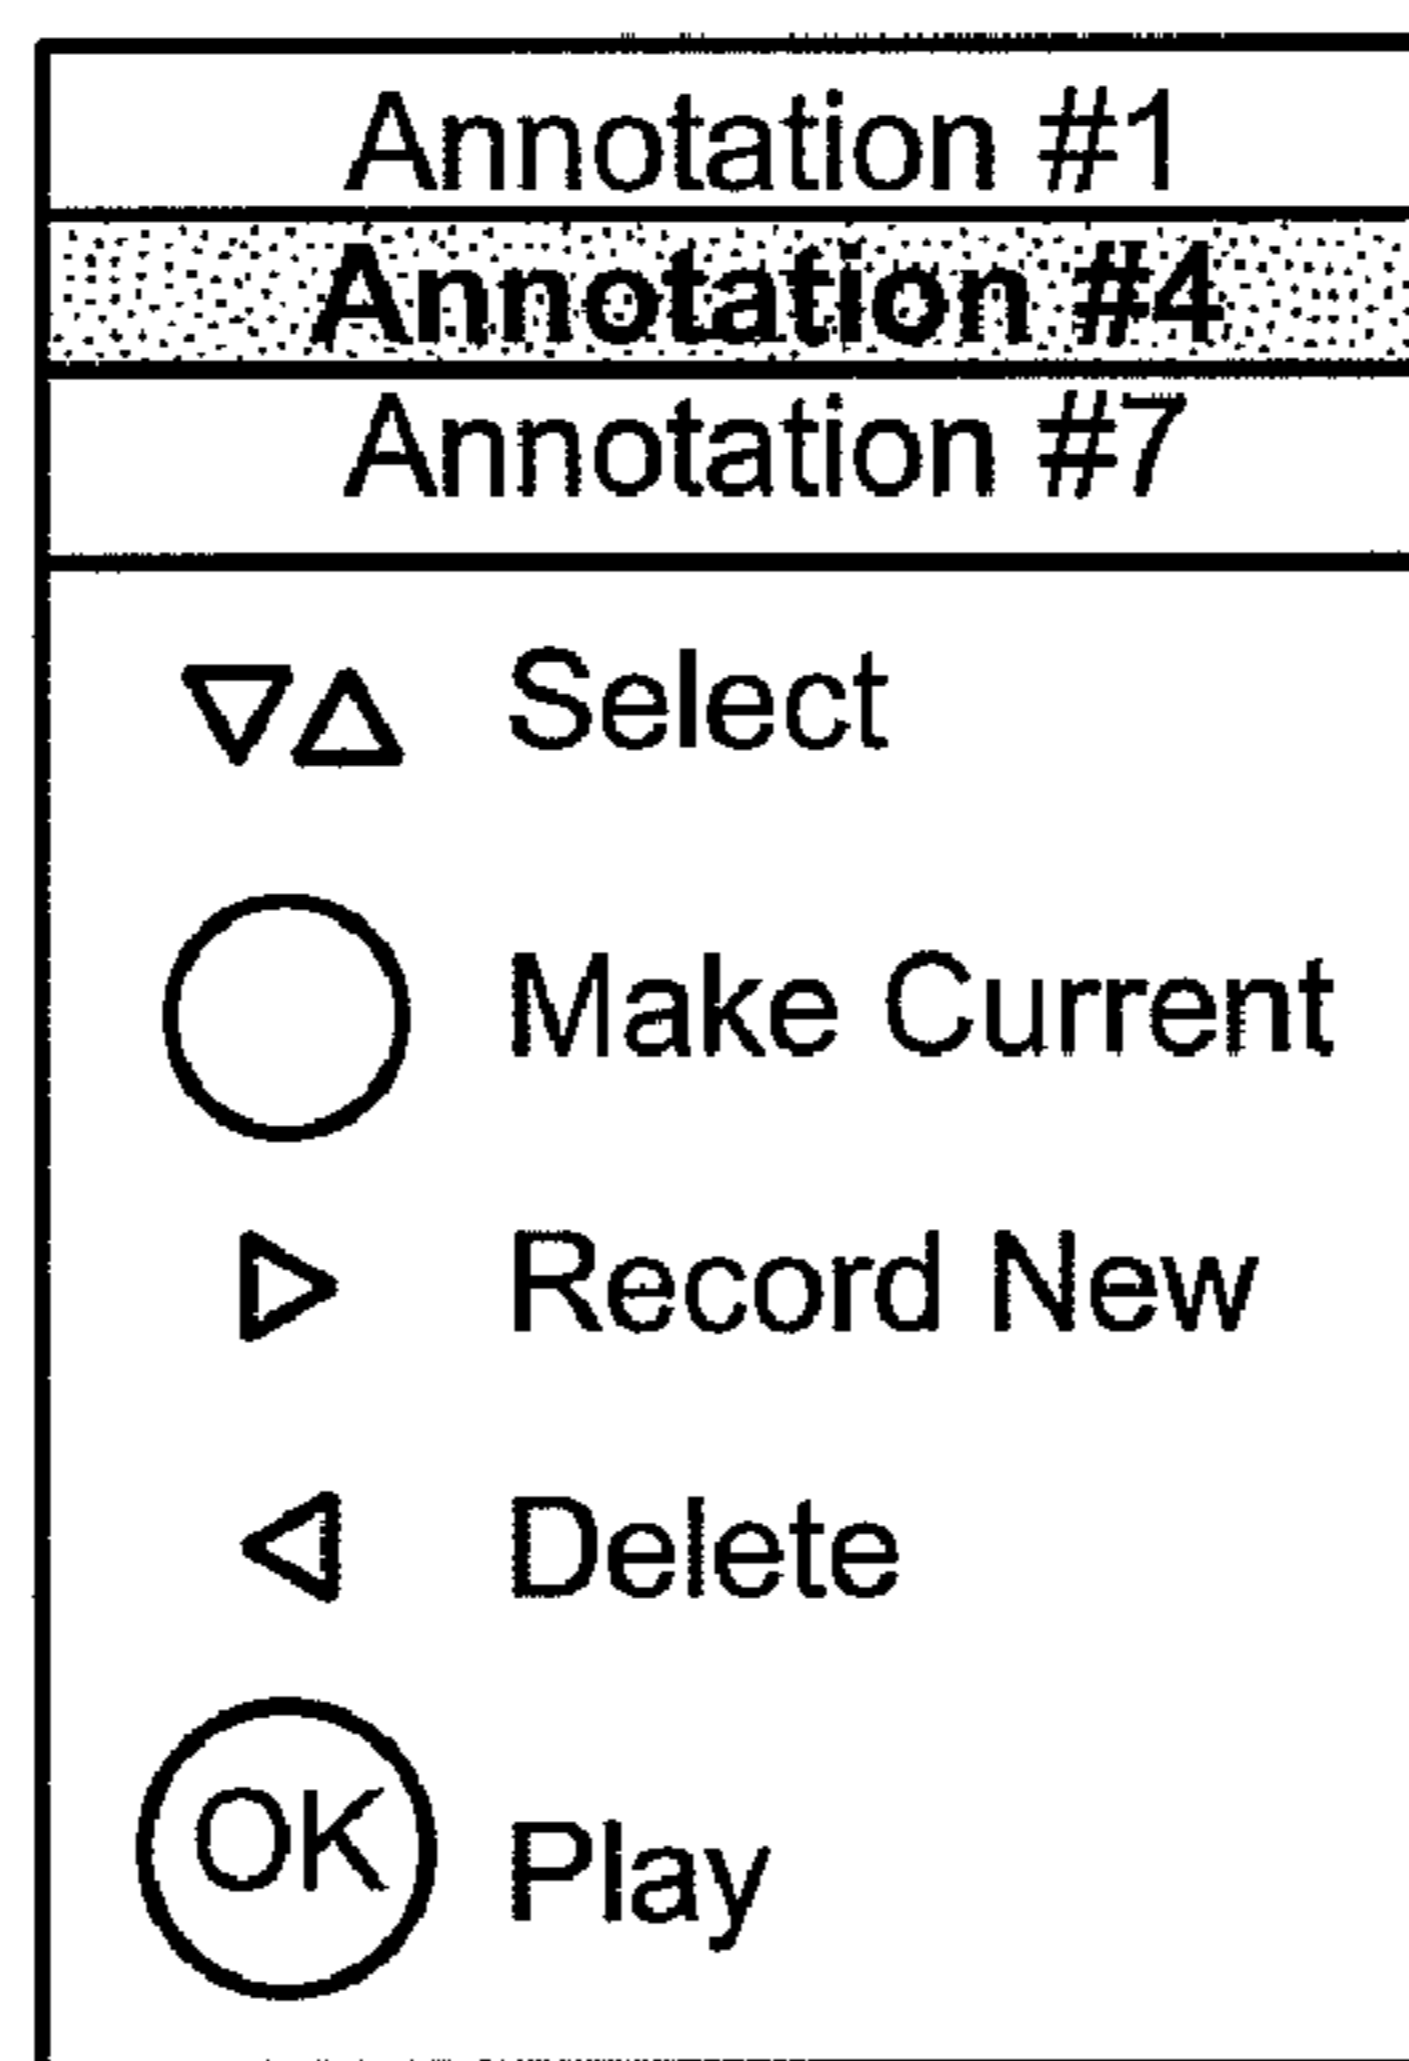 Annotation #1
Annotation #4
Annotation #7
Select
Make Current
Record New
Delete
OK Play